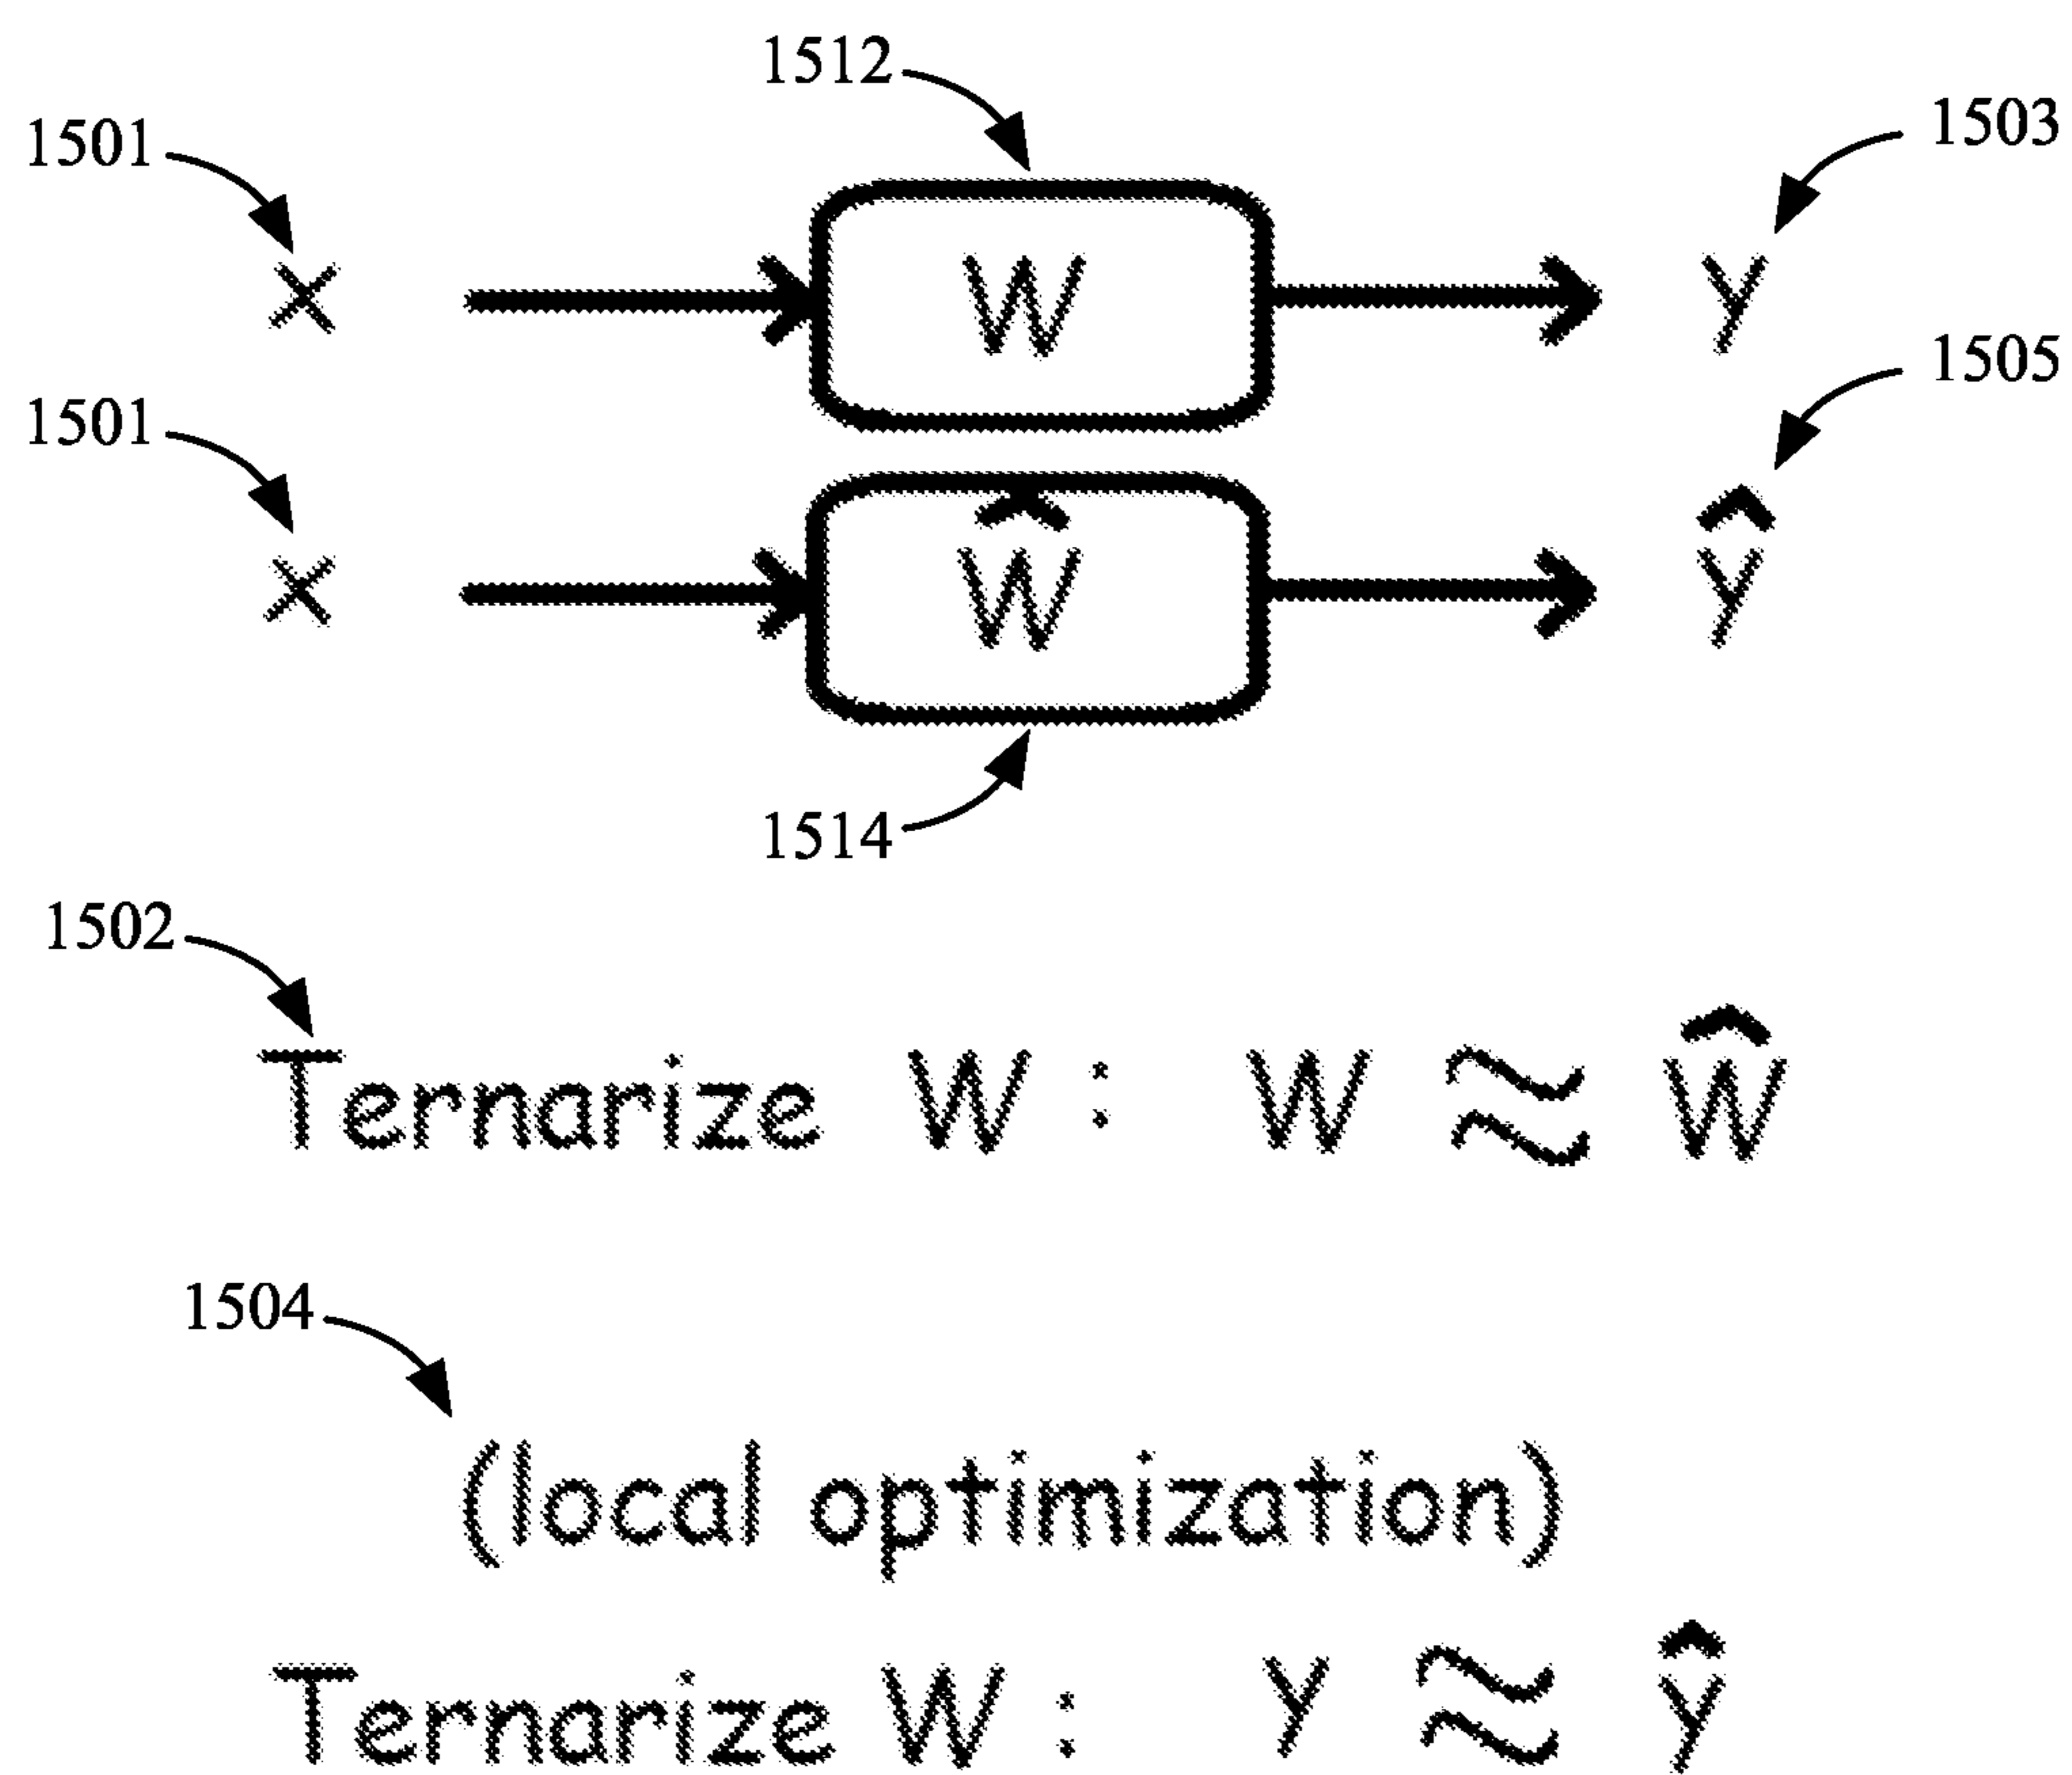 1512
1501 1503
X W Y
1501 1505
X Ŵ Ŷ
1514
1502
Ternarize W : W ≈ Ŵ
1504
(local optimization)
Ternarize W : Y ≈ Ŷ